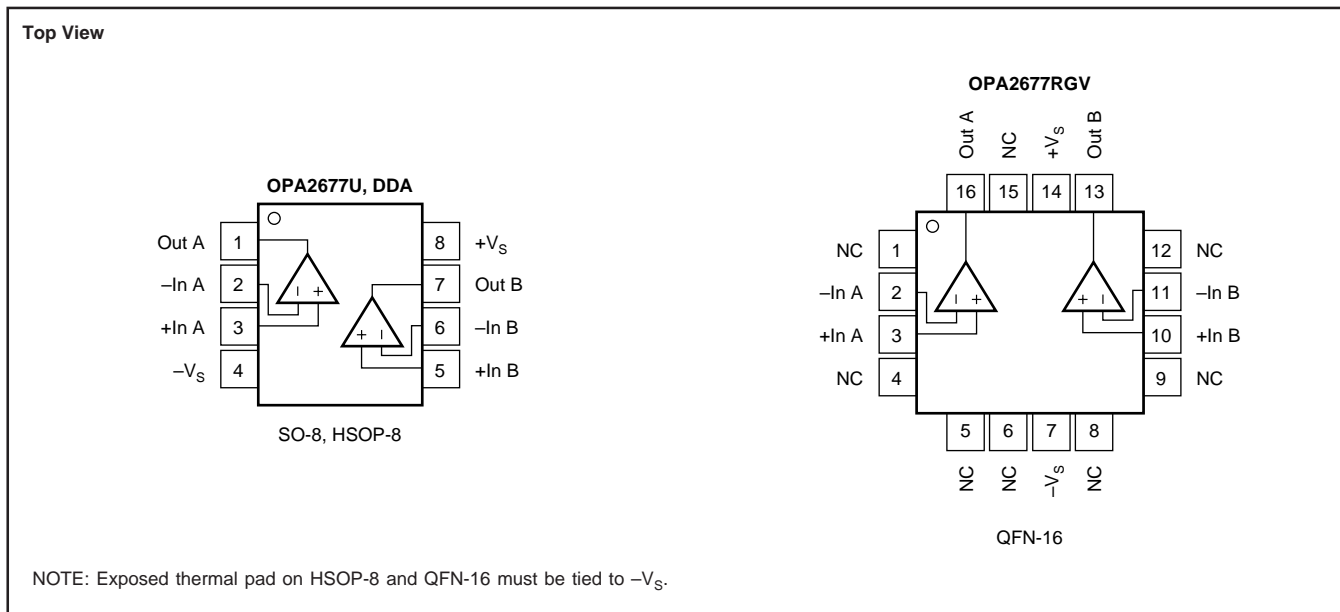 Top View
OPA2677U, DDA
Out A 1 8 +VS
–In A 2 7 Out B
+In A 3 6 –In B
–VS 4 5 +In B
– +
+ –
SO-8, HSOP-8
OPA2677RGV
Out A NC +VS Out B
16 15 14 13
NC 1 12 NC
–In A 2 11 –In B
+In A 3 10 +In B
NC 4 9 NC
– +
+ –
5 6 7 8
NC NC –VS NC
QFN-16
NOTE: Exposed thermal pad on HSOP-8 and QFN-16 must be tied to –VS.